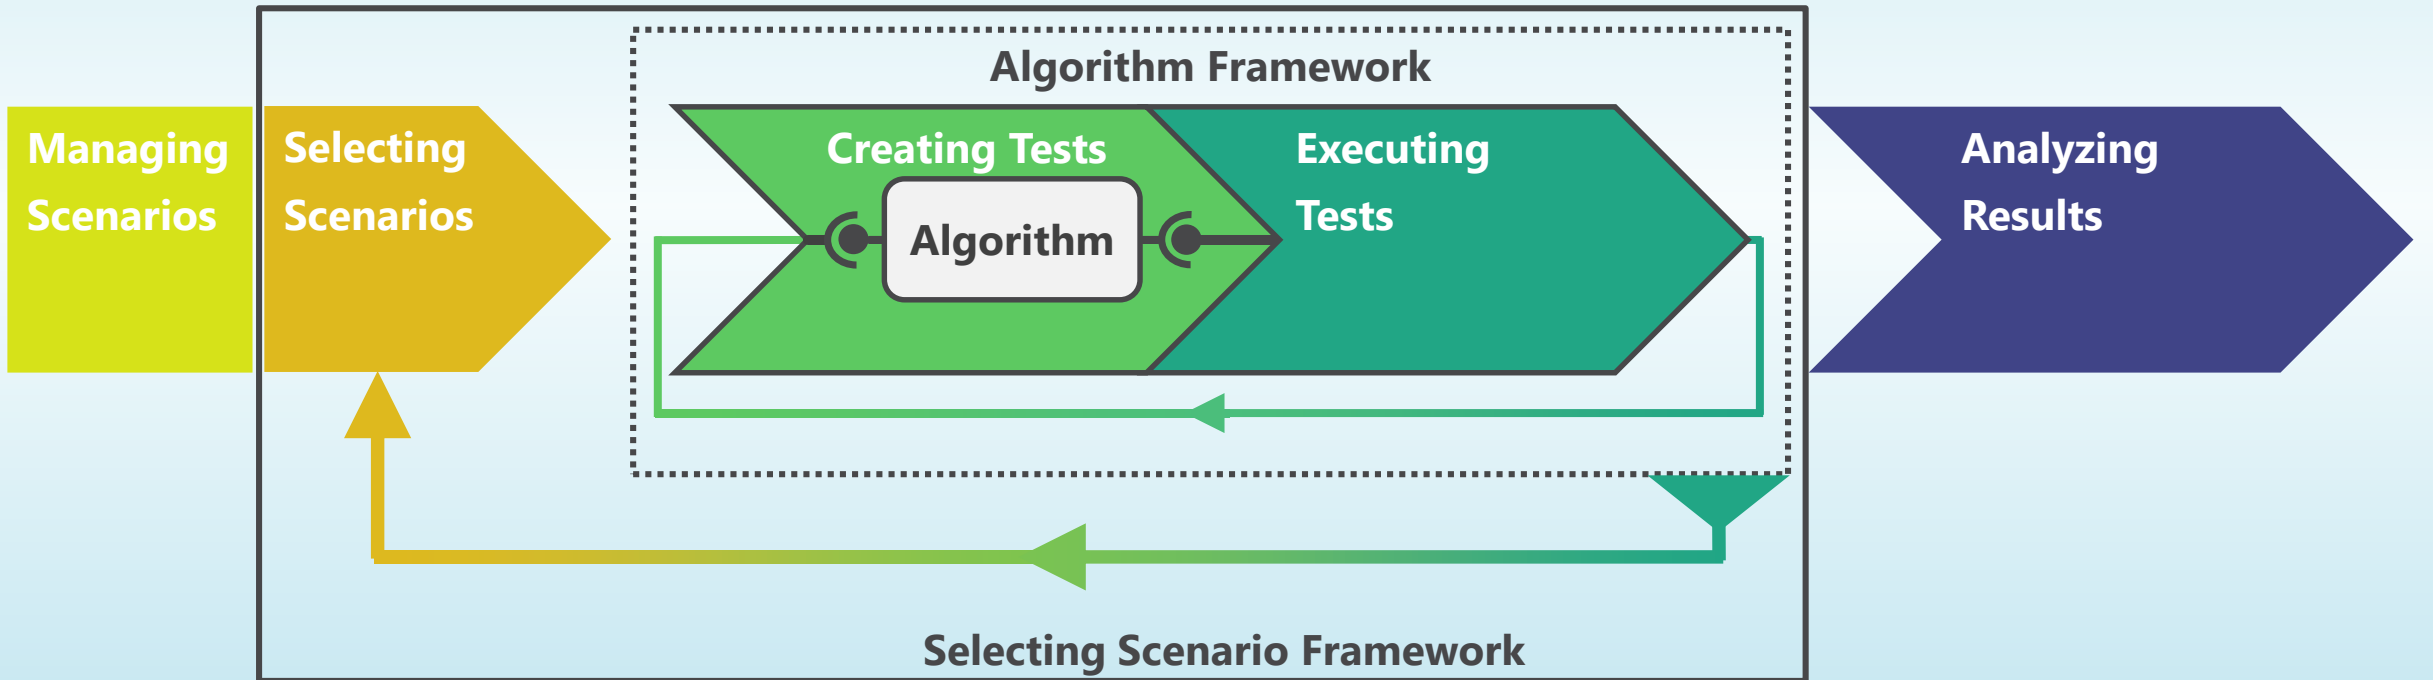 Algorithm Framework
Managing
Scenarios
Selecting
Scenarios
Creating Tests
Algorithm
Executing
Tests
Analyzing
Results
Selecting Scenario Framework